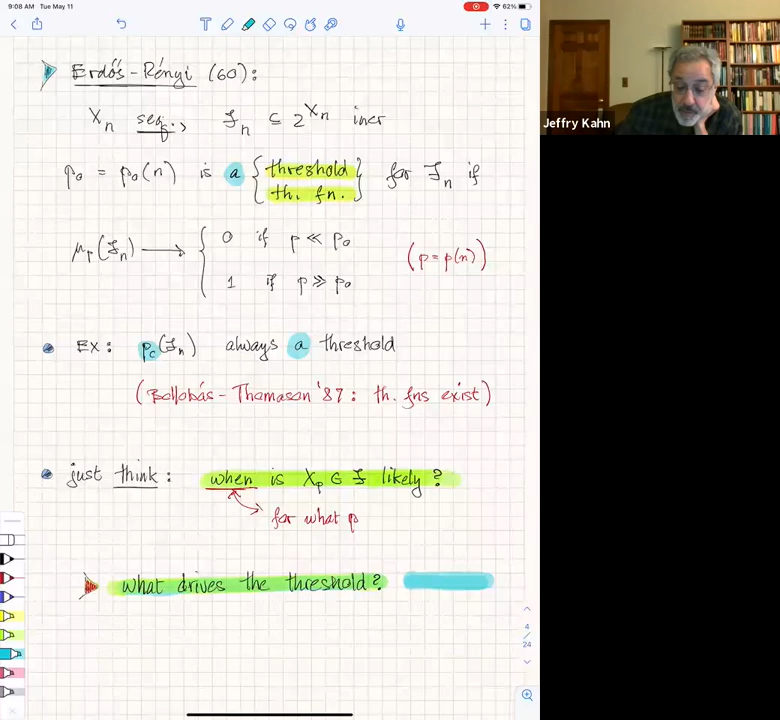 9:08 AM Tue May 11
62%
Erdős-Rényi (60):
Xₙ seq., ℱₙ ⊆ 2^Xₙ incr
p₀ = p₀(n) is a { threshold } for ℱₙ if
th. fn.
μₚ(ℱₙ) → { 0 if p ≪ p₀ (p = p(n))
1 if p ≫ p₀
• EX: p_c(ℱₙ) always a threshold
(Bollobás-Thomason '87: th. fns exist)
• just think: when is Xₚ ∈ ℱ likely?
for what p
what drives the threshold?
4
/
24
Jeffry Kahn